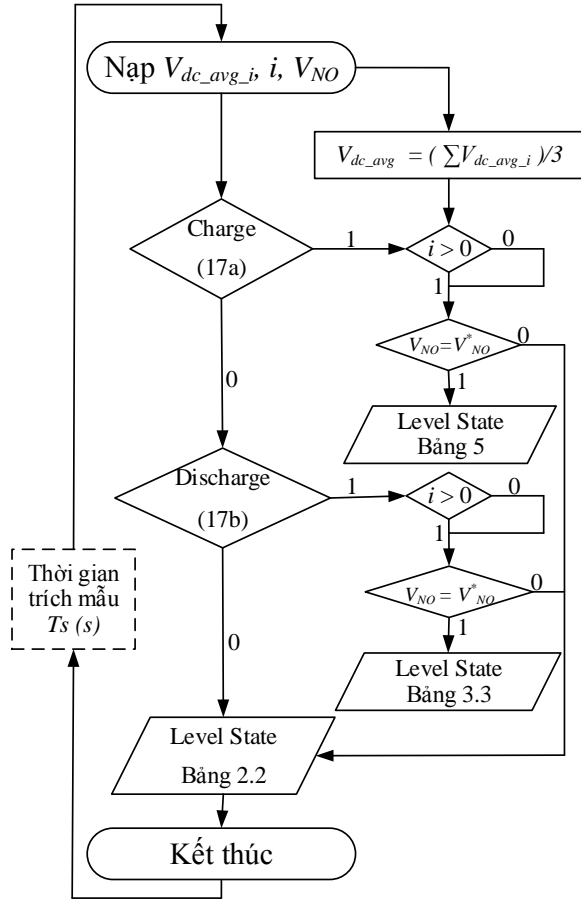 Nạp V_dc_avg_i, i, V_NO
V_dc_avg = ( ∑V_dc_avg_i )/3
Charge
(17a)
1
i > 0
0
1
V_NO=V*_NO
0
1
0
Level State
Bảng 5
Discharge
(17b)
1
i > 0
0
1
V_NO = V*_NO
0
1
Thời gian
trích mẫu
Ts (s)
0
Level State
Bảng 3.3
Level State
Bảng 2.2
Kết thúc